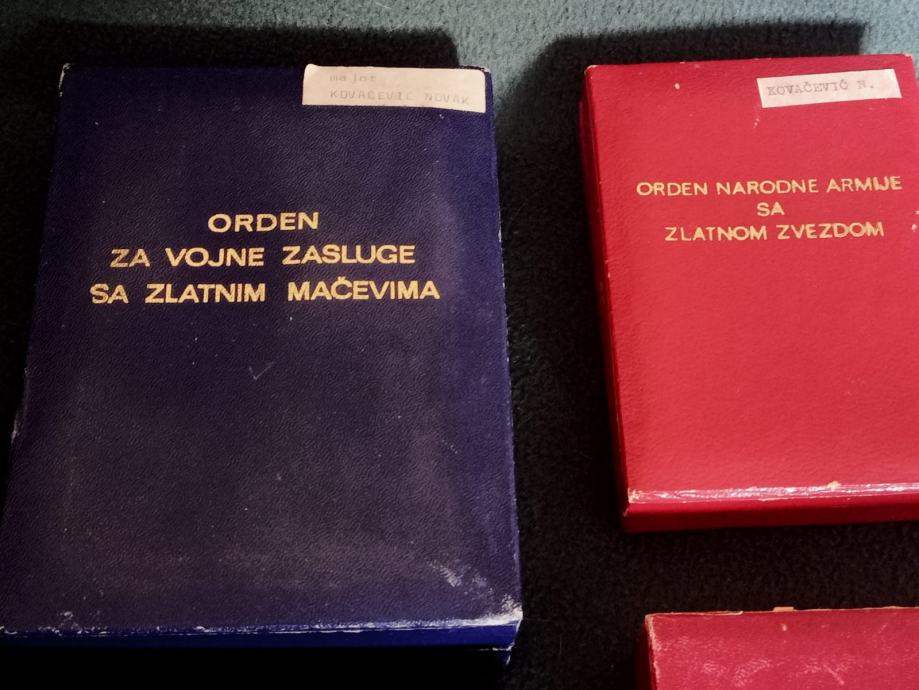 major
KOVAČEVIĆ NOVAK
ORDEN
ZA VOJNE ZASLUGE
SA ZLATNIM MAČEVIMA
KOVAČEVIĆ N.
ORDEN NARODNE ARMIJE
SA
ZLATNOM ZVEZDOM